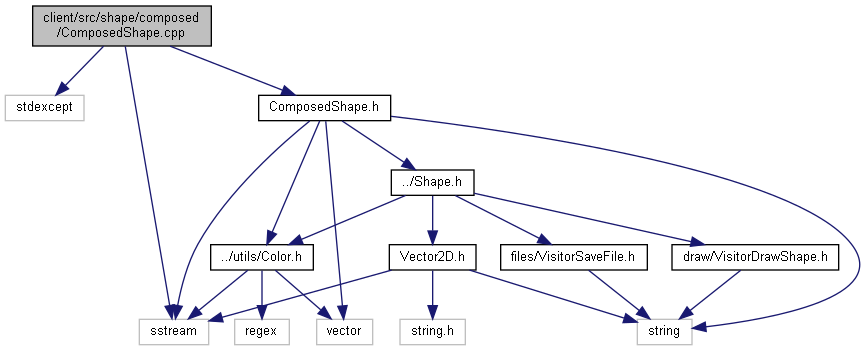 client/src/shape/composed
/ComposedShape.cpp
stdexcept
ComposedShape.h
../Shape.h
../utils/Color.h
Vector2D.h
files/VisitorSaveFile.h
draw/VisitorDrawShape.h
sstream
regex
vector
string.h
string